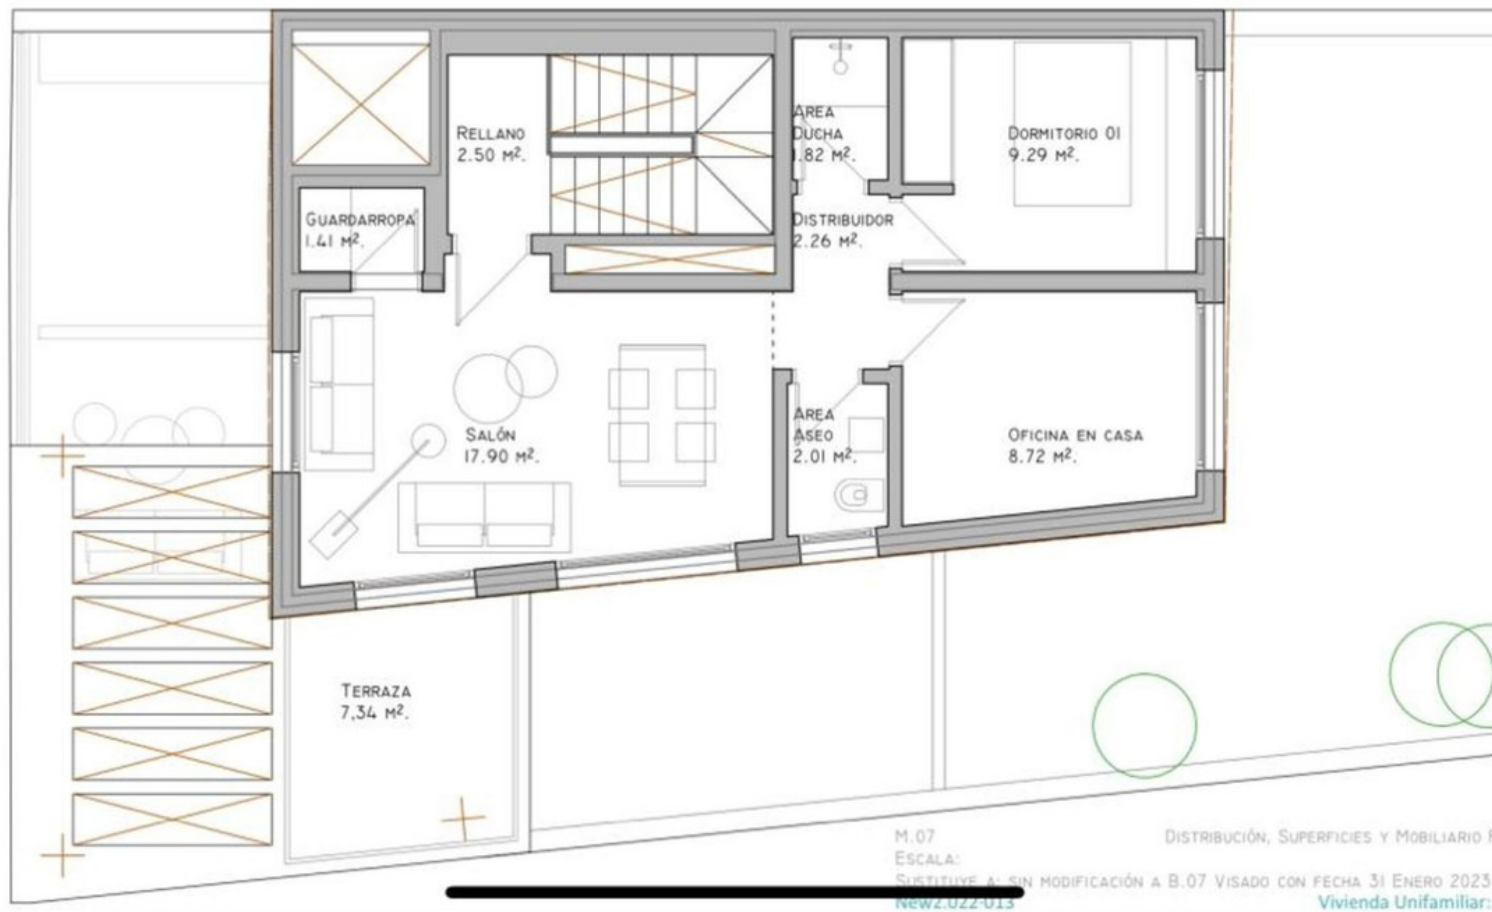 RELLANO
2.50 M².
AREA
DUCHA
1.82 M².
DORMITORIO 01
9.29 M².
GUARDARROPA
1.41 M².
DISTRIBUIDOR
2.26 M².
SALÓN
17.90 M².
AREA
ASEO
2.01 M².
OFICINA EN CASA
8.72 M².
TERRAZA
7,34 M².
M.07
DISTRIBUCIÓN, SUPERFICIES Y MOBILIARIO
ESCALA:
SUSTITUYE A: SIN MODIFICACIÓN A B.07 VISADO CON FECHA 31 ENERO 2023
New2.022-013
Vivienda Unifamiliar: